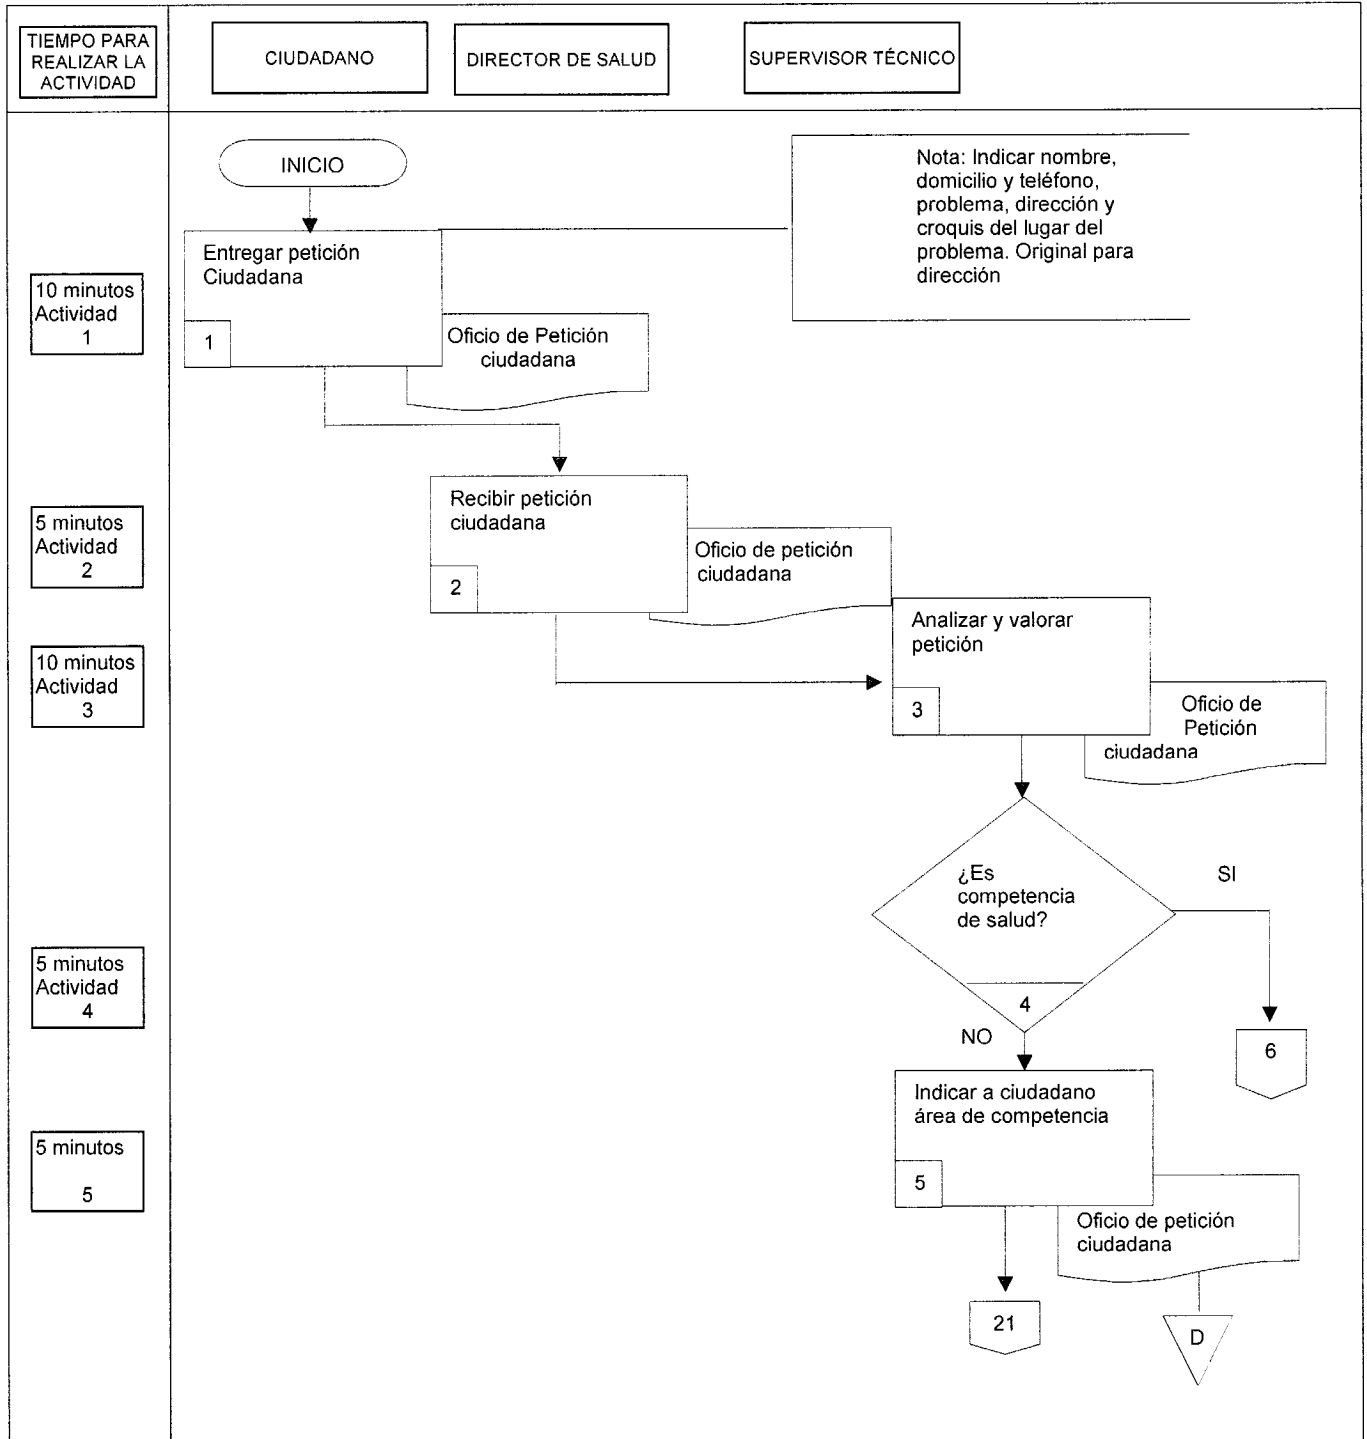 TIEMPO PARA
REALIZAR LA
ACTIVIDAD
CIUDADANO
DIRECTOR DE SALUD
SUPERVISOR TÉCNICO
INICIO
Nota: Indicar nombre,
domicilio y teléfono,
problema, dirección y
croquis del lugar del
problema. Original para
dirección
10 minutos
Actividad
1
Entregar petición
Ciudadana
1
Oficio de Petición
ciudadana
5 minutos
Actividad
2
Recibir petición
ciudadana
2
Oficio de petición
ciudadana
10 minutos
Actividad
3
Analizar y valorar
petición
3
Oficio de
Petición
ciudadana
5 minutos
Actividad
4
¿Es
competencia
de salud?
4
SI
NO
6
5 minutos
5
Indicar a ciudadano
área de competencia
5
Oficio de petición
ciudadana
21
D